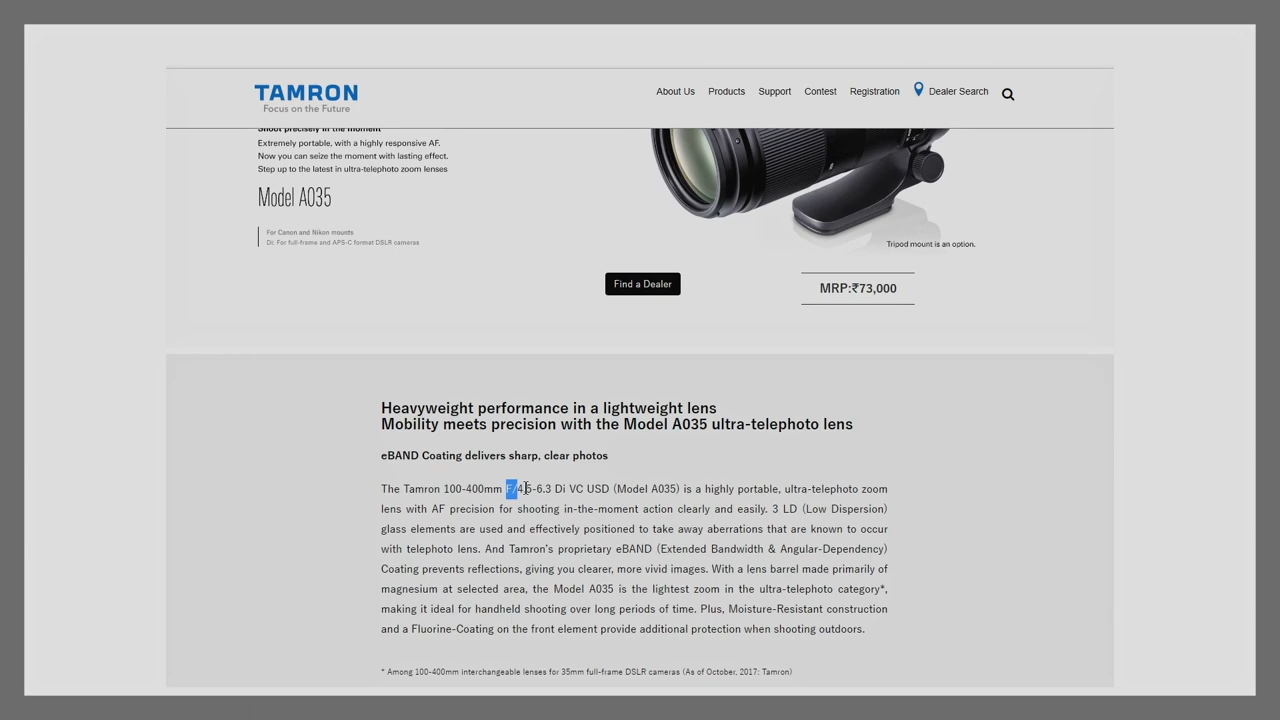 TAMRON
Focus on the Future
About Us Products Support Contest Registration Dealer Search
Shoot precisely in the moment
Extremely portable, with a highly responsive AF.
Now you can seize the moment with lasting effect.
Step up to the latest in ultra-telephoto zoom lenses
Model A035
For Canon and Nikon mounts
Di: For full-frame and APS-C format DSLR cameras
Tripod mount is an option.
Find a Dealer
MRP:₹73,000
Heavyweight performance in a lightweight lens
Mobility meets precision with the Model A035 ultra-telephoto lens
eBAND Coating delivers sharp, clear photos
The Tamron 100-400mm F/4.5-6.3 Di VC USD (Model A035) is a highly portable, ultra-telephoto zoom
lens with AF precision for shooting in-the-moment action clearly and easily. 3 LD (Low Dispersion)
glass elements are used and effectively positioned to take away aberrations that are known to occur
with telephoto lens. And Tamron's proprietary eBAND (Extended Bandwidth & Angular-Dependency)
Coating prevents reflections, giving you clearer, more vivid images. With a lens barrel made primarily of
magnesium at selected area, the Model A035 is the lightest zoom in the ultra-telephoto category*,
making it ideal for handheld shooting over long periods of time. Plus, Moisture-Resistant construction
and a Fluorine-Coating on the front element provide additional protection when shooting outdoors.
* Among 100-400mm interchangeable lenses for 35mm full-frame DSLR cameras (As of October, 2017: Tamron)